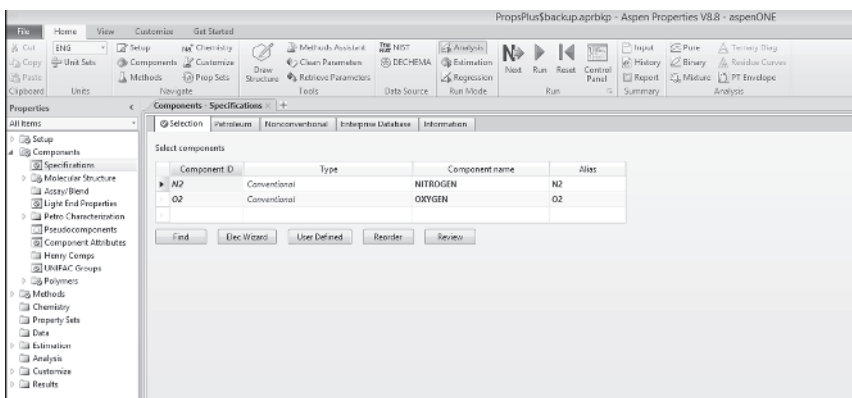 PropsPlus$backup.aprbkp - Aspen Properties V8.8 - aspenONE
File Home View Customize Get Started
Cut ENG Setup Chemistry Methods Assistant NIST Analysis Input Pure Ternary Diag
Copy Unit Sets Components Customize Draw Structure Clean Parameters DECHEMA Estimation Next Run Reset Control Panel History Binary Residue Curves
Paste Methods Prop Sets Retrieve Parameters Regression Report Mixture PT Envelope
Clipboard Units Navigate Tools Data Source Run Mode Run Summary Analysis
Properties < Components - Specifications × +
All Items
Selection Petroleum Nonconventional Enterprise Database Information
Setup
Components
Specifications
Molecular Structure
Assay/Blend
Light End Properties
Petro Characterization
Pseudocomponents
Component Attributes
Henry Comps
UNIFAC Groups
Polymers
Methods
Chemistry
Property Sets
Data
Estimation
Analysis
Customize
Results
Select components
Component ID Type Component name Alias
N2 Conventional NITROGEN N2
O2 Conventional OXYGEN O2
Find Elec Wizard User Defined Reorder Review